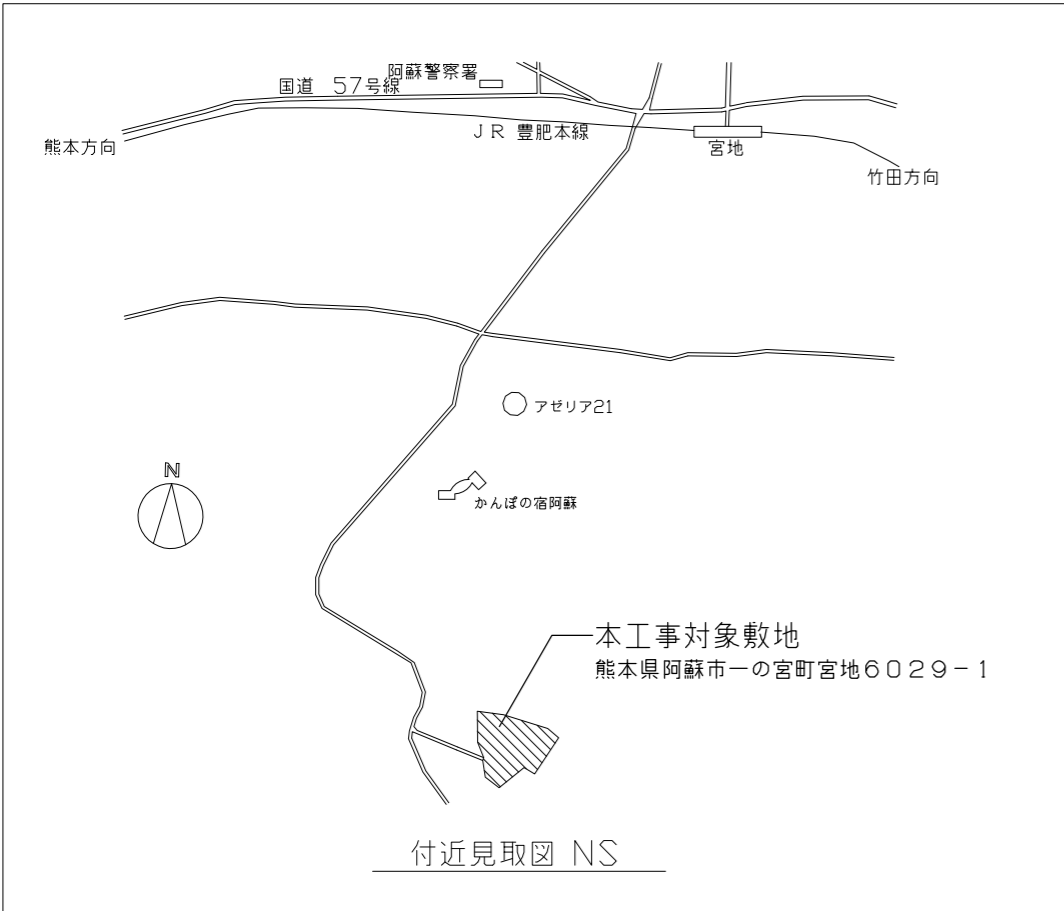 阿蘇警察署
国道 57号線
熊本方向
JR 豊肥本線
宮地
竹田方向
アゼリア21
N
かんぽの宿阿蘇
本工事対象敷地
熊本県阿蘇市一の宮町宮地6029-1
付近見取図 NS